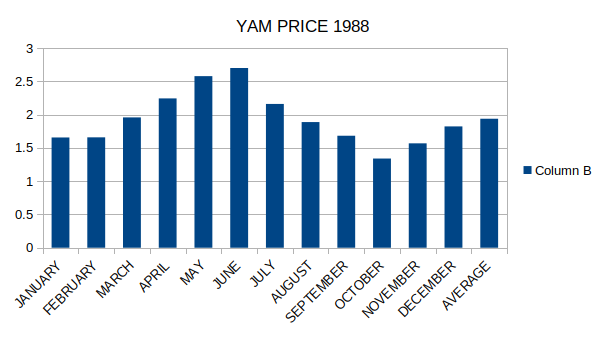 YAM PRICE 1988
3
2.5
2
1.5
1
0.5
0
JANUARY
FEBRUARY
MARCH
APRIL
MAY
JUNE
JULY
AUGUST
SEPTEMBER
OCTOBER
NOVEMBER
DECEMBER
AVERAGE
Column B